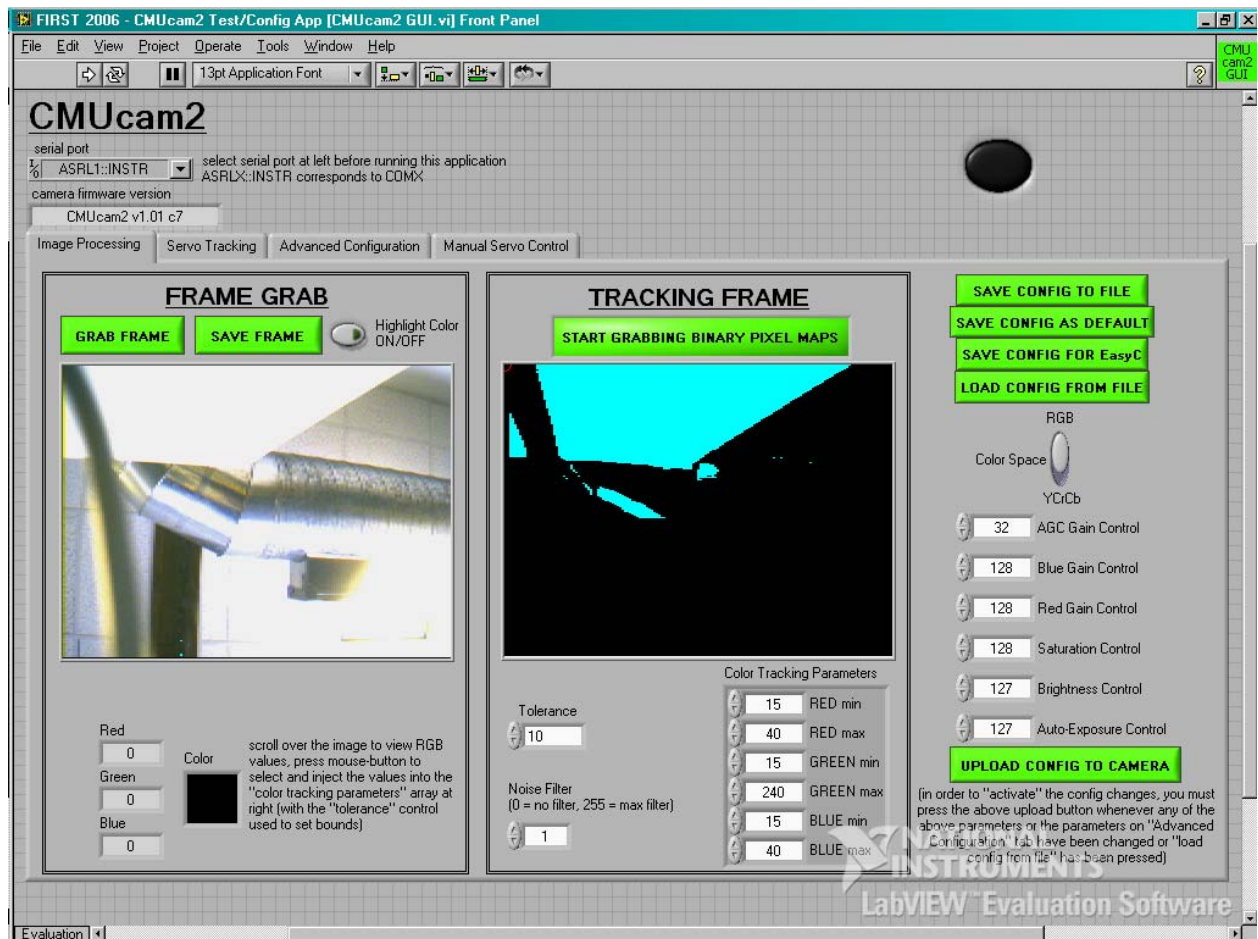 FIRST 2006 - CMUcam2 Test/Config App [CMUcam2 GUI.vi] Front Panel
File Edit View Project Operate Tools Window Help
13pt Application Font
CMU
cam2
GUI
CMUcam2
serial port
ASRL1::INSTR
select serial port at left before running this application
ASRLX::INSTR corresponds to COMX
camera firmware version
CMUcam2 v1.01 c7
Image Processing Servo Tracking Advanced Configuration Manual Servo Control
FRAME GRAB
GRAB FRAME SAVE FRAME
Highlight Color
ON/OFF
Red
0
Green
0
Blue
0
Color
scroll over the image to view RGB
values, press mouse-button to
select and inject the values into the
"color tracking parameters" array at
right (with the "tolerance" control
used to set bounds)
TRACKING FRAME
START GRABBING BINARY PIXEL MAPS
Tolerance
10
Noise Filter
(0 = no filter, 255 = max filter)
1
Color Tracking Parameters
15 RED min
40 RED max
15 GREEN min
240 GREEN max
15 BLUE min
40 BLUE max
SAVE CONFIG TO FILE
SAVE CONFIG AS DEFAULT
SAVE CONFIG FOR EasyC
LOAD CONFIG FROM FILE
RGB
Color Space
YCrCb
32 AGC Gain Control
128 Blue Gain Control
128 Red Gain Control
128 Saturation Control
127 Brightness Control
127 Auto-Exposure Control
UPLOAD CONFIG TO CAMERA
(in order to "activate" the config changes, you must
press the above upload button whenever any of the
above parameters or the parameters on "Advanced
Configuration" tab have been changed or "load
config from file" has been pressed)
NATIONAL
INSTRUMENTS
LabVIEW™ Evaluation Software
Evaluation